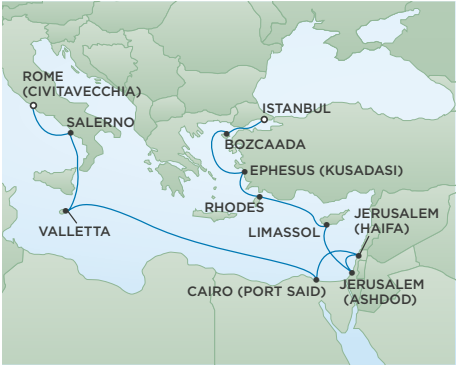 ROME
(CIVITAVECCHIA)
SALERNO
ISTANBUL
BOZCAADA
EPHESUS (KUSADASI)
RHODES
VALLETTA
LIMASSOL
JERUSALEM
(HAIFA)
CAIRO (PORT SAID)
JERUSALEM
(ASHDOD)